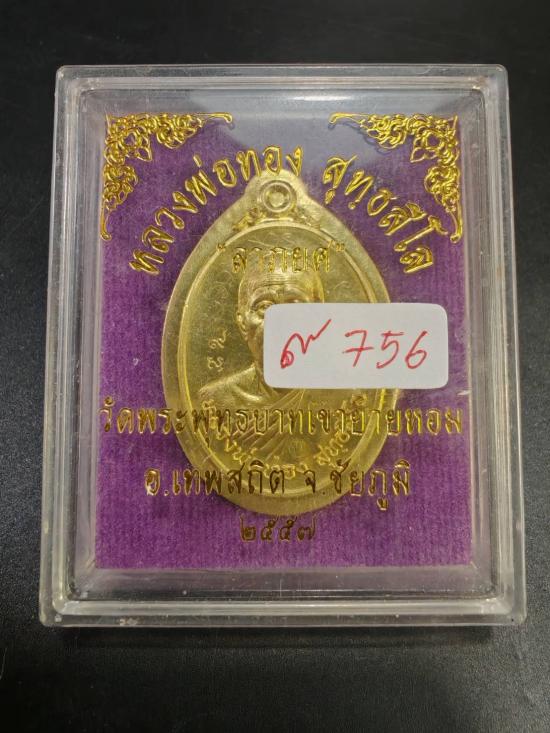 หลวงพ่อทอง สุทฺธสีโล
"ลาภยศ"
๙ 756
วัดพระพุทธบาทเขายายหอม
อ.เทพสถิต จ.ชัยภูมิ
๒๕๕๗